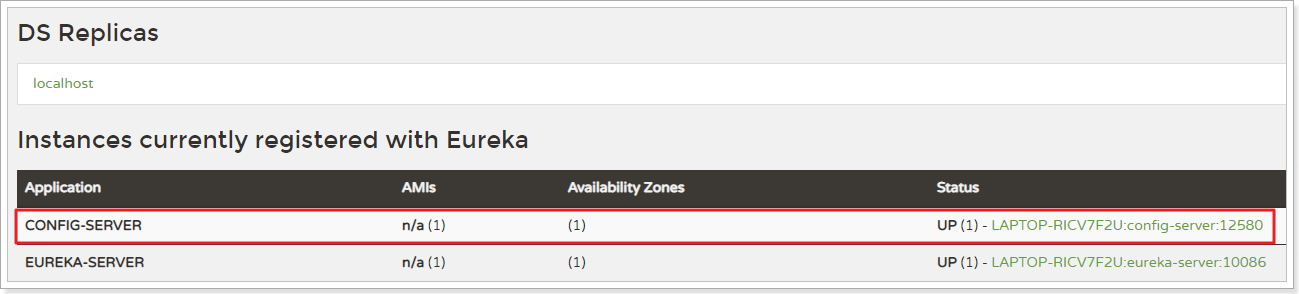 DS Replicas
localhost
Instances currently registered with Eureka
Application AMIs Availability Zones Status
CONFIG-SERVER n/a (1) (1) UP (1) - LAPTOP-RICV7F2U:config-server:12580
EUREKA-SERVER n/a (1) (1) UP (1) - LAPTOP-RICV7F2U:eureka-server:10086